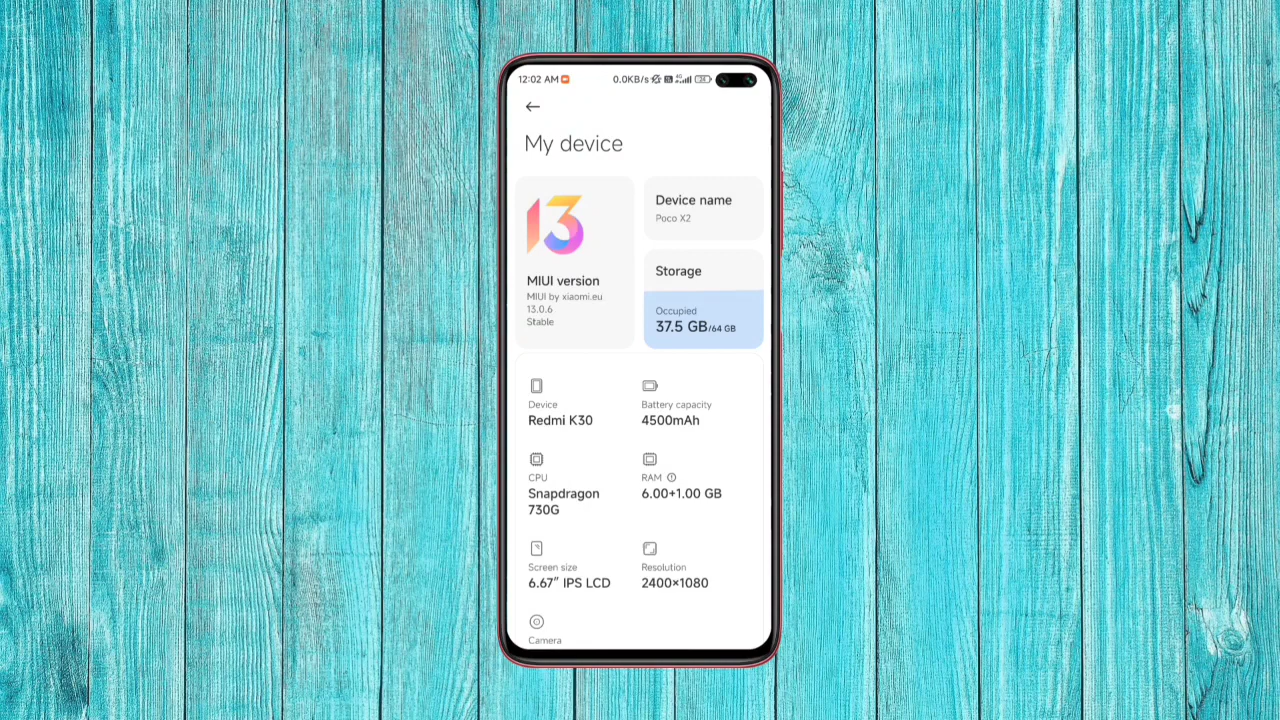 12:02 AM 0.0KB/s 4G
My device
13
MIUI version
MIUI by xiaomi.eu
13.0.6
Stable
Device name
Poco X2
Storage
Occupied
37.5 GB/64 GB
Device
Redmi K30
Battery capacity
4500mAh
CPU
Snapdragon
730G
RAM
6.00+1.00 GB
Screen size
6.67″ IPS LCD
Resolution
2400×1080
Camera